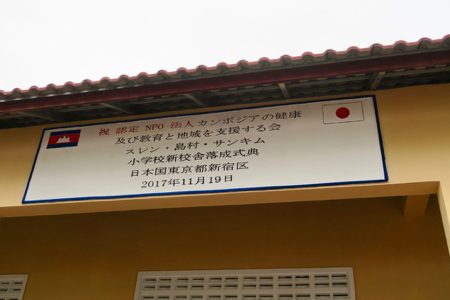 祝 認定 NPO 法人カンボジアの健康
及び教育と地域を支援する会
スレン・島村・サンキム
小学校新校舎落成式典
日本国東京都新宿区
2017年11月19日